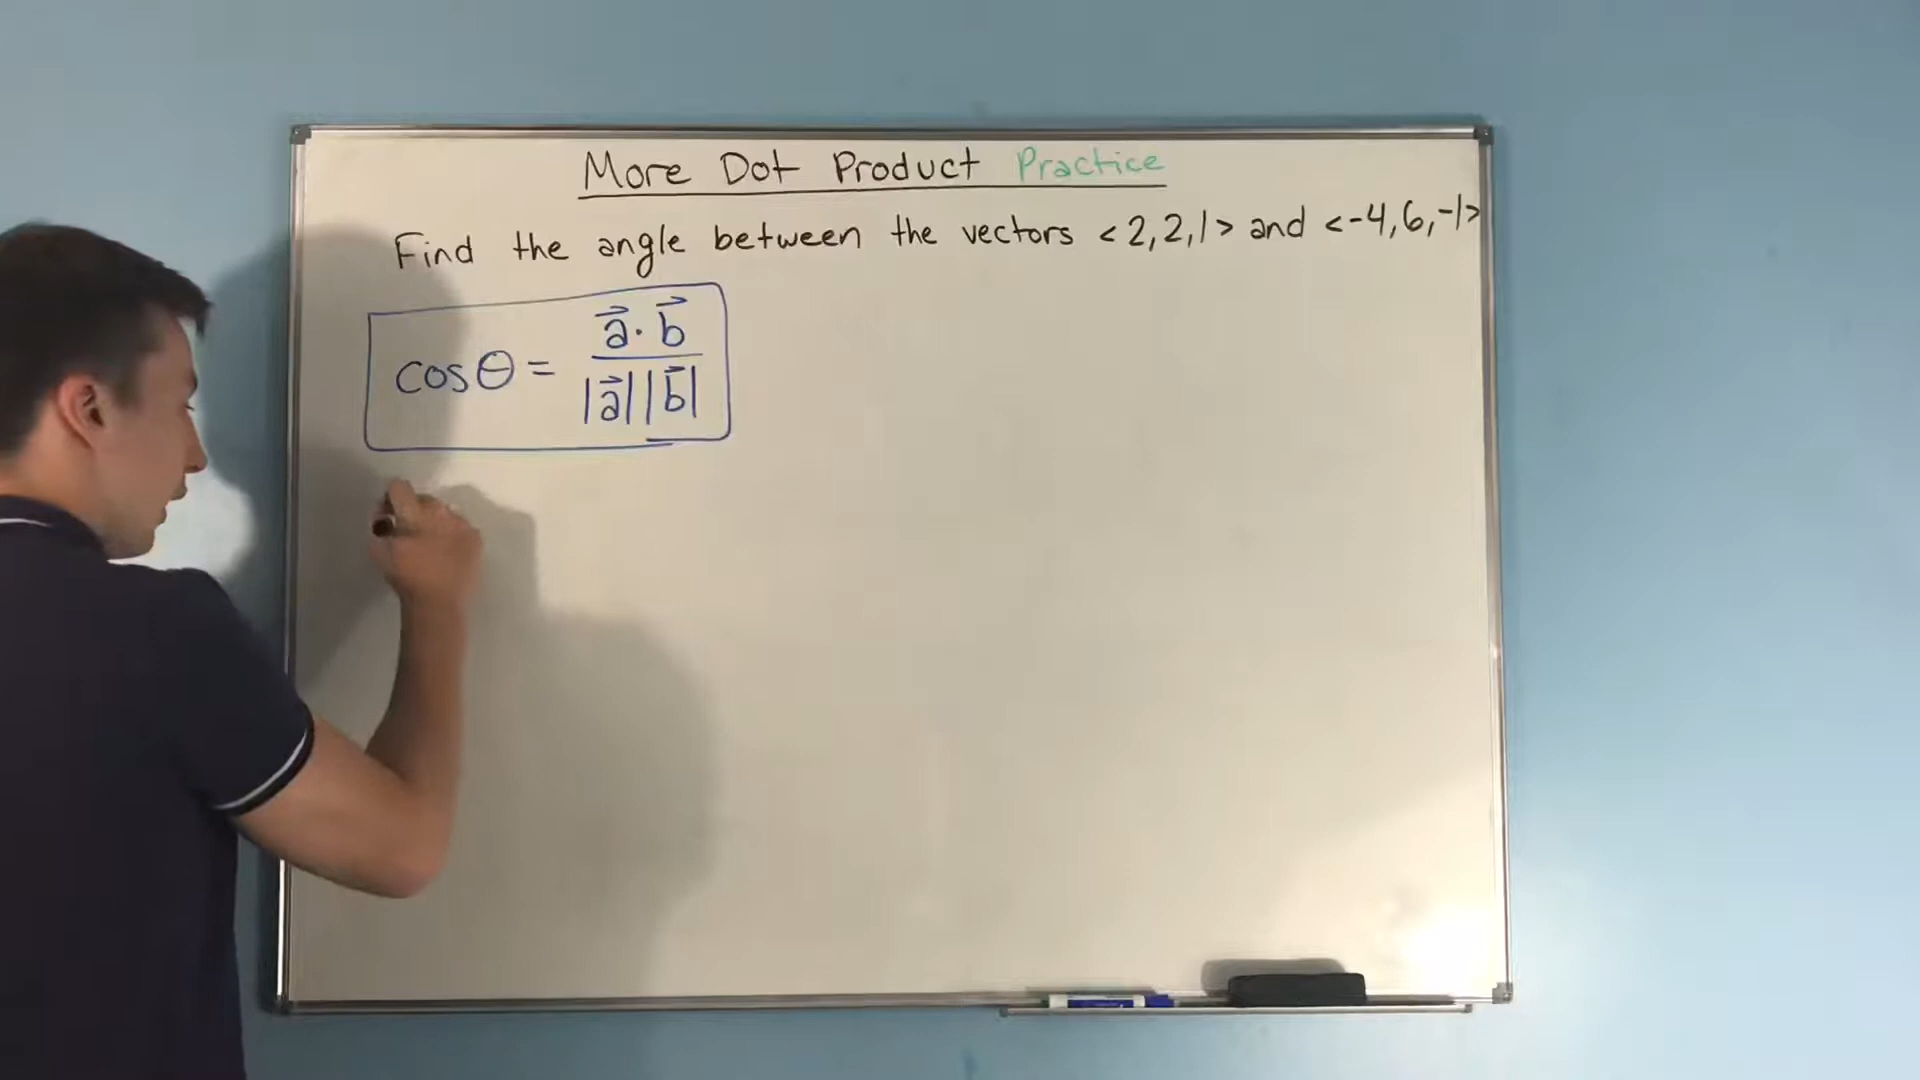 More Dot Product Practice
Find the angle between the vectors <2,2,1> and <-4,6,-1>
cosθ = a⃗·b⃗ / |a⃗||b⃗|